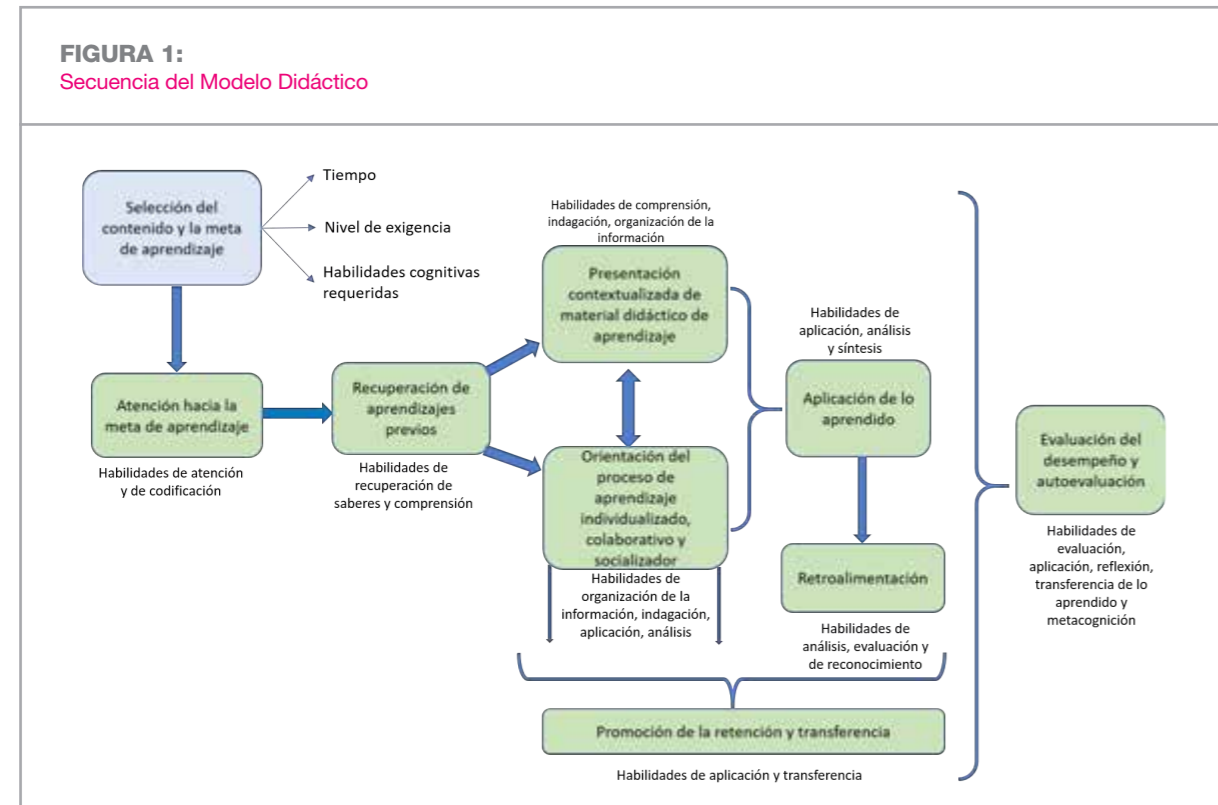 FIGURA 1:
Secuencia del Modelo Didáctico
Selección del
contenido y la meta
de aprendizaje
Tiempo
Nivel de exigencia
Habilidades cognitivas
requeridas
Atención hacia la
meta de aprendizaje
Habilidades de atención
y de codificación
Recuperación de
aprendizajes
previos
Habilidades de
recuperación de
saberes y comprensión
Habilidades de comprensión,
indagación, organización de la
información
Presentación
contextualizada de
material didáctico de
aprendizaje
Orientación del
proceso de
aprendizaje
individualizado,
colaborativo y
socializador
Habilidades de
organización de la
información, indagación,
aplicación, análisis
Habilidades de
aplicación, análisis
y síntesis
Aplicación de lo
aprendido
Retroalimentación
Habilidades de
análisis, evaluación y
de reconocimiento
Promoción de la retención y transferencia
Habilidades de aplicación y transferencia
Evaluación del
desempeño y
autoevaluación
Habilidades de
evaluación,
aplicación, reflexión,
transferencia de lo
aprendido y
metacognición